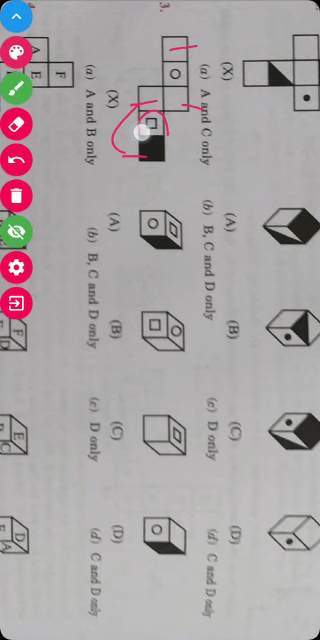 (X) (A) (B) (C) (D)
(a) A and C only (b) B, C and D only (c) D only (d) C and D only
3.
(X) (A) (B) (C) (D)
(a) A and B only (b) B, C and D only (c) D only (d) C and D only
A
E F
F
D
E
C
D
A